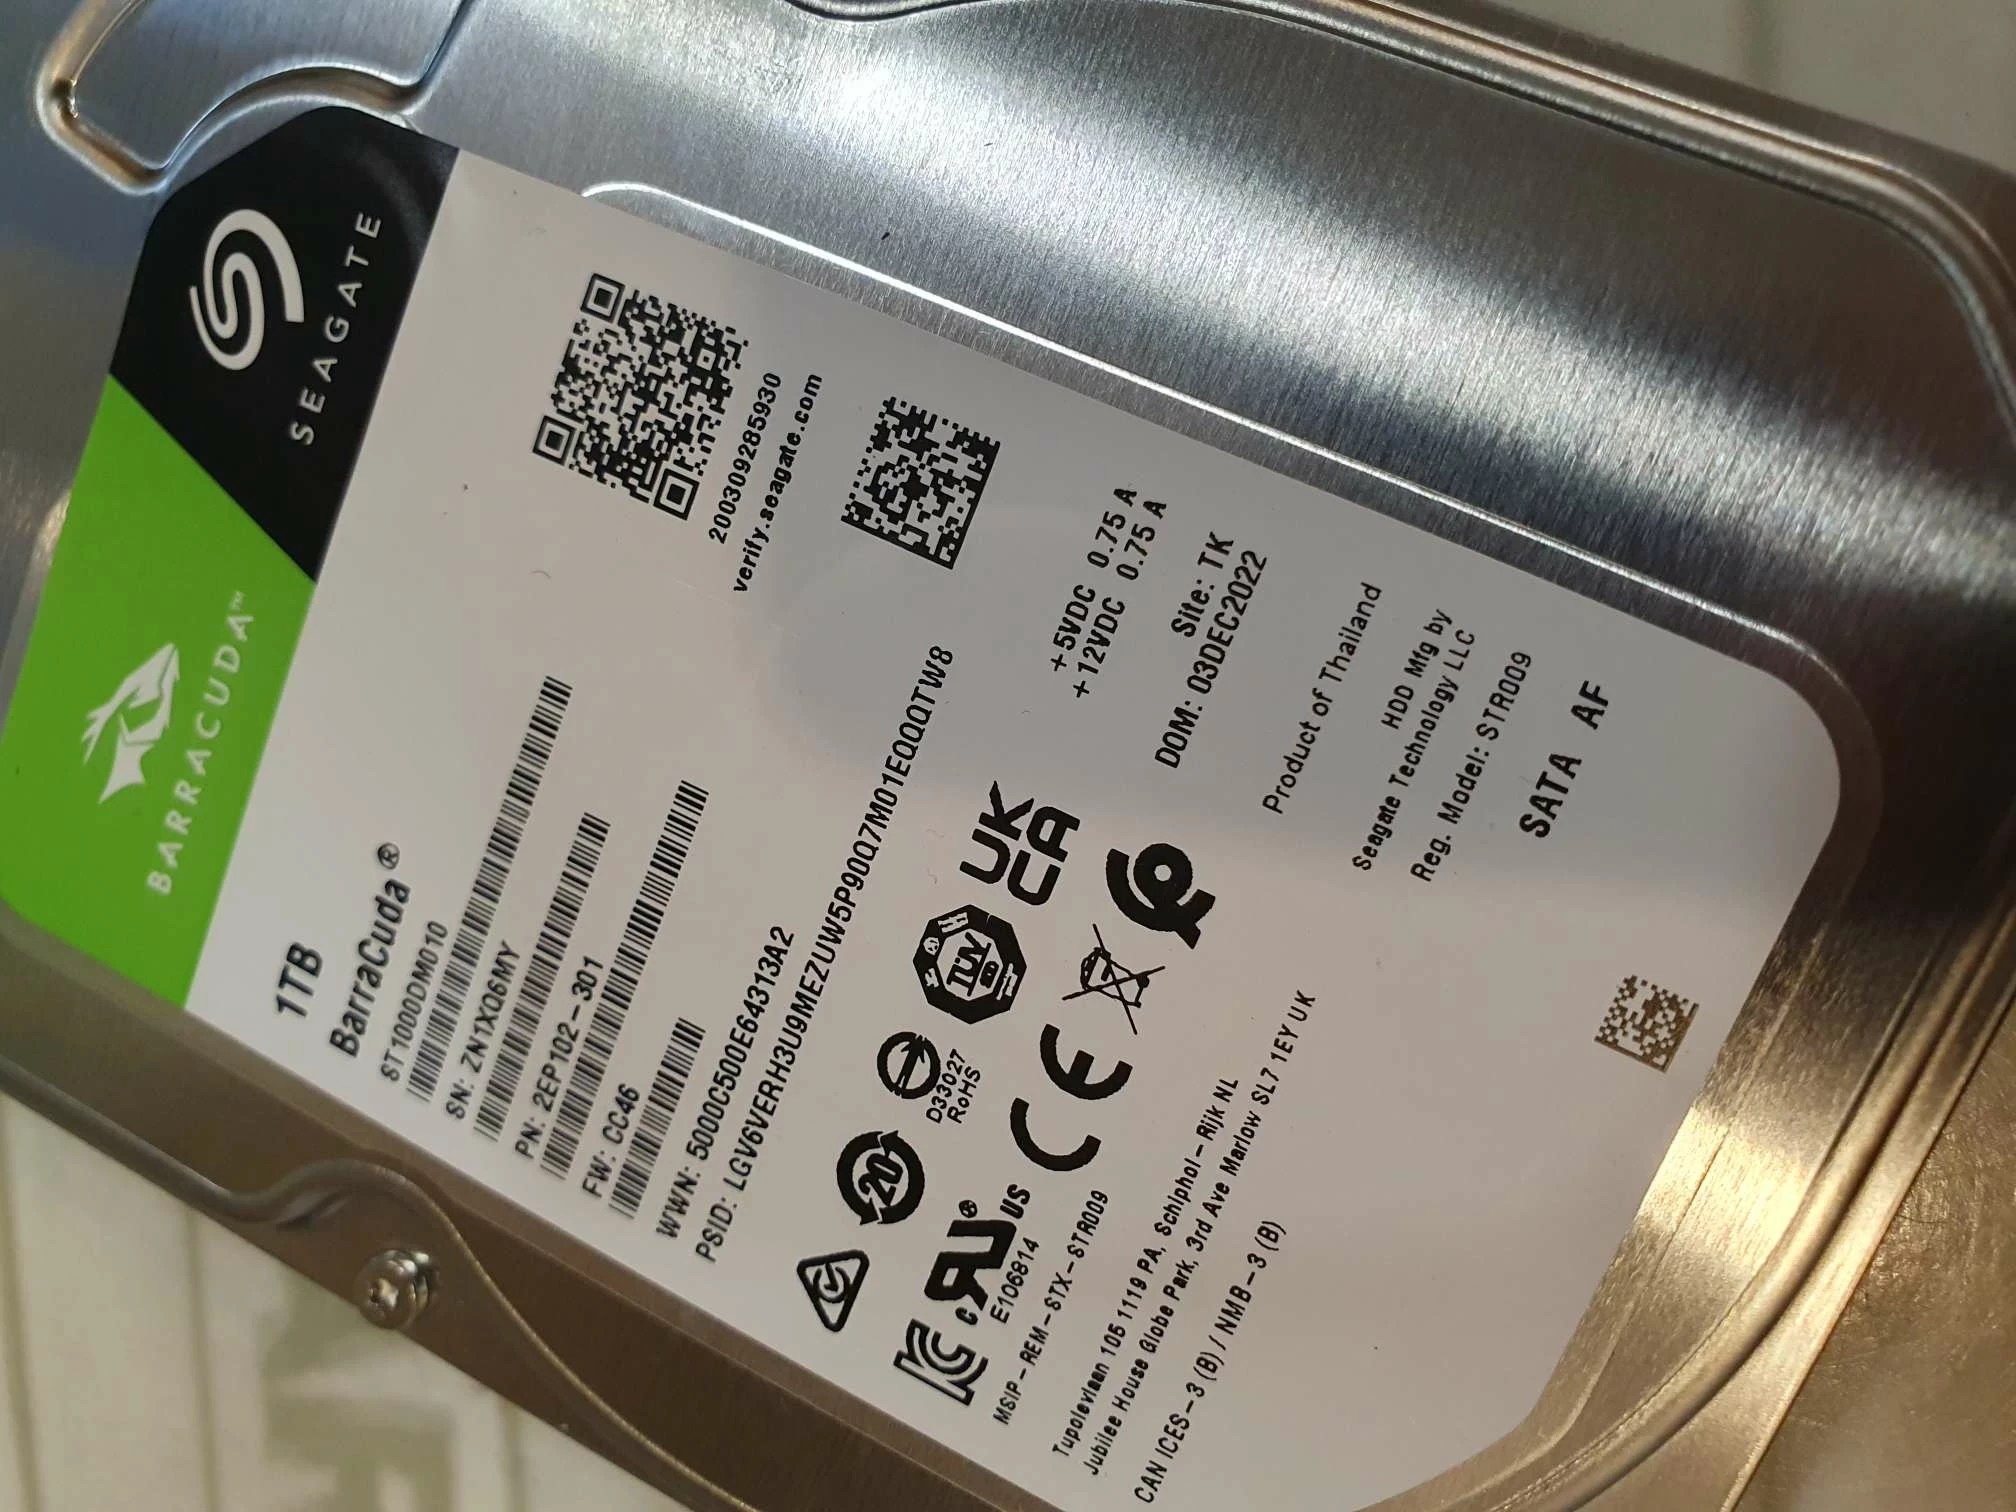 SEAGATE
BARRACUDA™
1TB
BarraCuda®
ST1000DM010
SN: ZN1XQ6MY
PN: 2EP102-301
FW: CC46
WWN: 5000C500E64313A2
PSID: LGV6VERH3U9MEZUW5P90Q7M01EQQQTW8
2003092859​30
verify.seagate.com
+5VDC 0.75 A
+12VDC 0.75 A
Site: TK
DOM: 03DEC2022
Product of Thailand
HDD Mfg by
Seagate Technology LLC
Reg. Model: STR009
SATA AF
20
D33027
RoHS
TÜV
UK
CA
c US
E106814
CE
MSIP-REM-STX-STR009
Tupolevlaan 105 1119 PA, Schiphol-Rijk NL
Jubilee House Globe Park, 3rd Ave Marlow SL7 1EY UK
CAN ICES-3 (B) / NMB-3 (B)